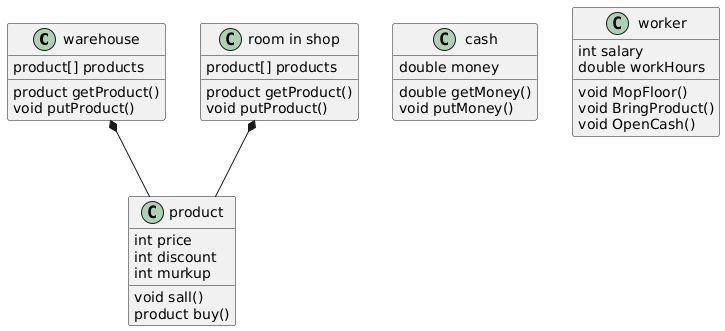 C warehouse
product[] products
product getProduct()
void putProduct()
C room in shop
product[] products
product getProduct()
void putProduct()
C cash
double money
double getMoney()
void putMoney()
C worker
int salary
double workHours
void MopFloor()
void BringProduct()
void OpenCash()
C product
int price
int discount
int murkup
void sall()
product buy()